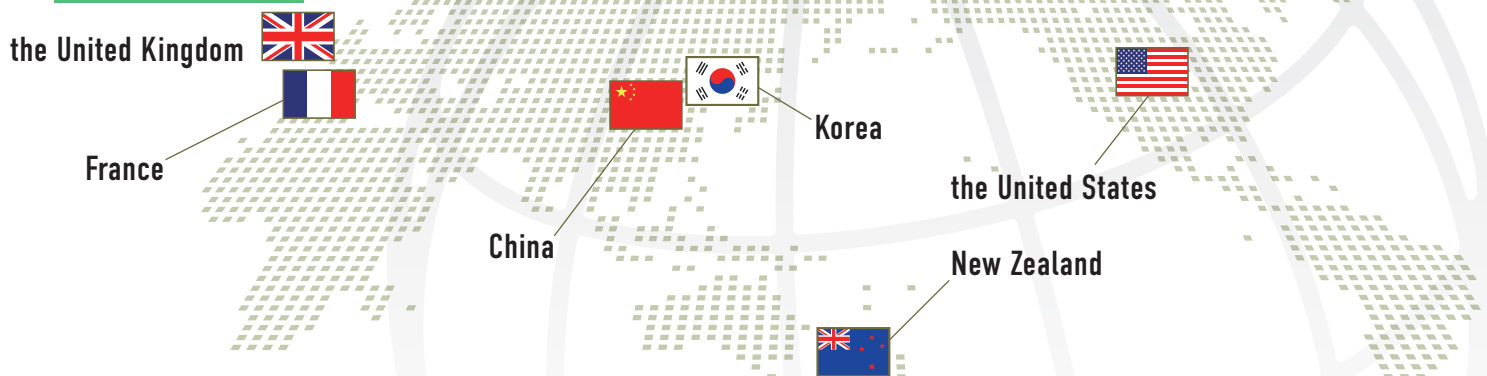 the United Kingdom
France
China
Korea
the United States
New Zealand